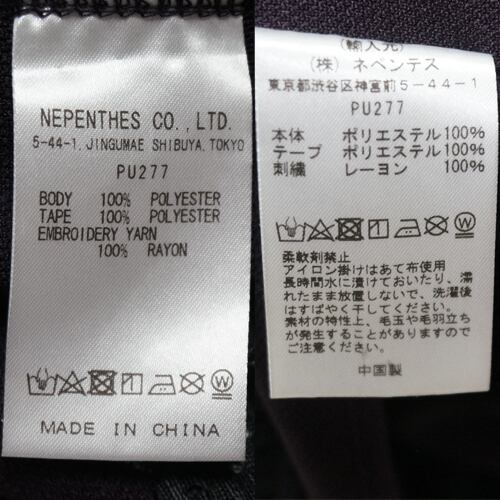 NEPENTHES CO., LTD.
5-44-1, JINGUMAE SHIBUYA, TOKYO
PU277
BODY 100% POLYESTER
TAPE 100% POLYESTER
EMBROIDERY YARN
100% RAYON
MADE IN CHINA
(輸入元)
(株) ネペンテス
東京都渋谷区神宮前5-44-1
PU277
本体 ポリエステル100%
テープ ポリエステル100%
刺繍 レーヨン 100%
柔軟剤禁止
アイロン掛けはあて布使用
長時間水に漬けておいたり、濡
れたまま放置しないで、洗濯後
はすばやく干してください。
素材の特性上、毛玉や毛羽立ち
が発生することがありますので
ご注意ください。
中国製